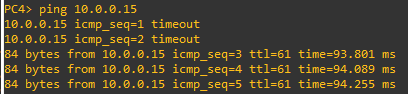 PC4> ping 10.0.0.15
10.0.0.15 icmp_seq=1 timeout
10.0.0.15 icmp_seq=2 timeout
84 bytes from 10.0.0.15 icmp_seq=3 ttl=61 time=93.801 ms
84 bytes from 10.0.0.15 icmp_seq=4 ttl=61 time=94.089 ms
84 bytes from 10.0.0.15 icmp_seq=5 ttl=61 time=94.255 ms